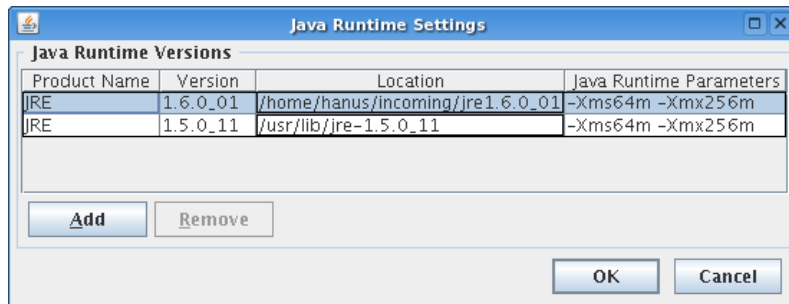 Java Runtime Settings
Java Runtime Versions
Product Name Version Location Java Runtime Parameters
JRE 1.6.0_01 /home/hanus/incoming/jre1.6.0_01 -Xms64m -Xmx256m
JRE 1.5.0_11 /usr/lib/jre-1.5.0_11 -Xms64m -Xmx256m
Add Remove
OK Cancel